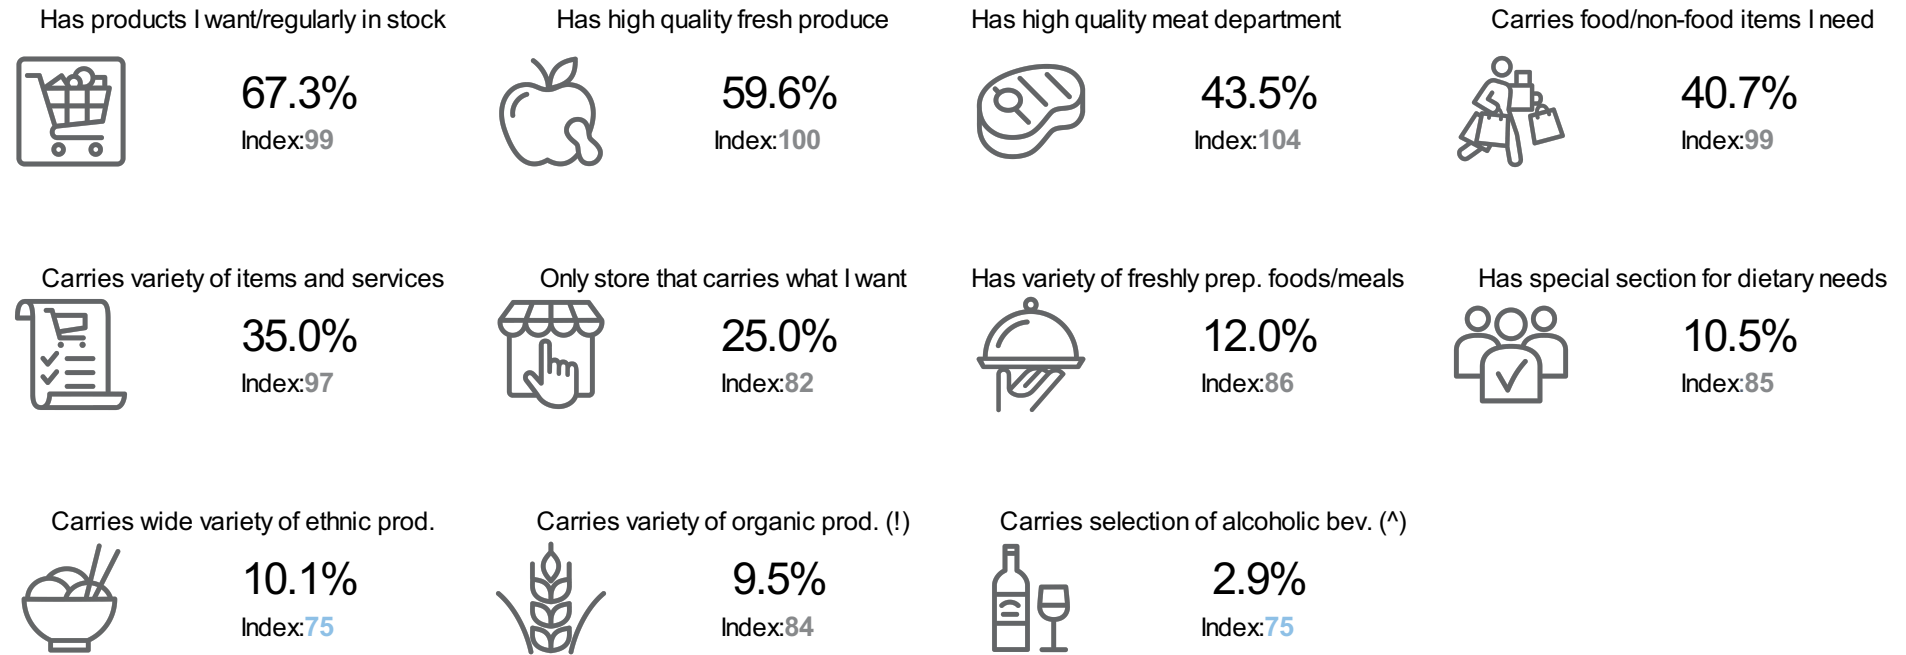 Has products I want/regularly in stock
67.3%
Index:99
Has high quality fresh produce
59.6%
Index:100
Has high quality meat department
43.5%
Index:104
Carries food/non-food items I need
40.7%
Index:99
Carries variety of items and services
35.0%
Index:97
Only store that carries what I want
25.0%
Index:82
Has variety of freshly prep. foods/meals
12.0%
Index:86
Has special section for dietary needs
10.5%
Index:85
Carries wide variety of ethnic prod.
10.1%
Index:75
Carries variety of organic prod. (!)
9.5%
Index:84
Carries selection of alcoholic bev. (^)
2.9%
Index:75